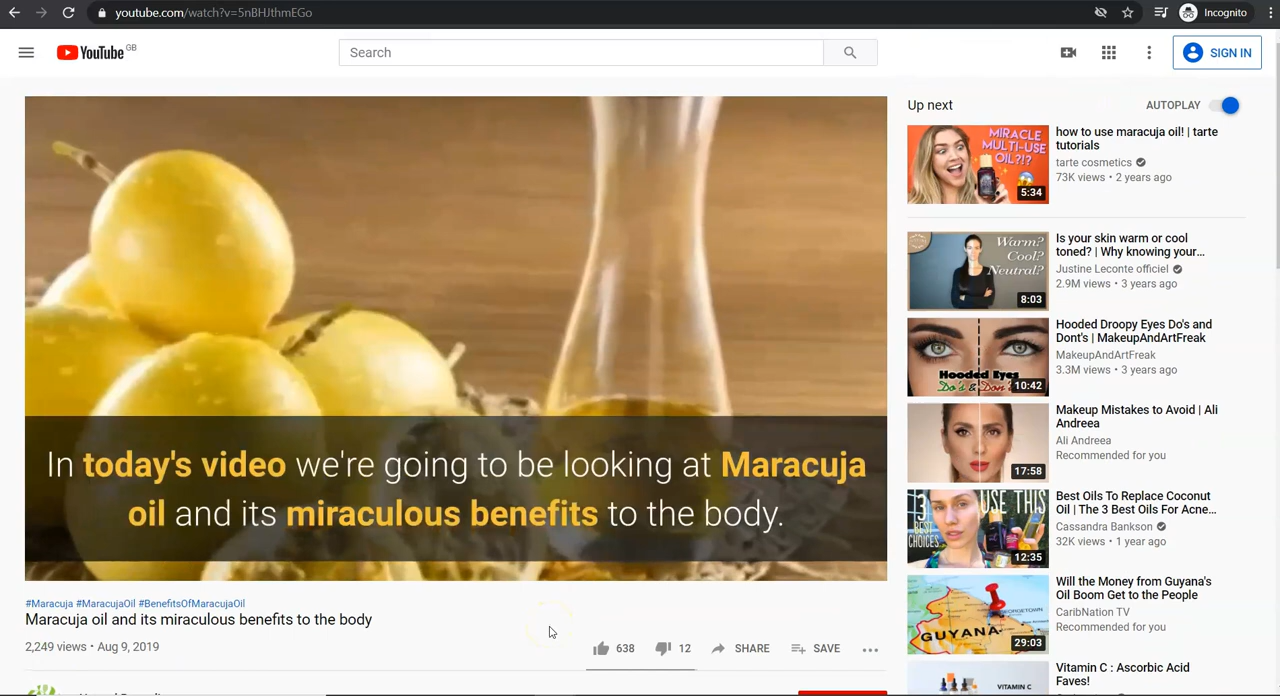 youtube.com/watch?v=5nBHJthmEGo
Incognito
YouTube GB
Search
SIGN IN
In today's video we're going to be looking at Maracuja
oil and its miraculous benefits to the body.
#Maracuja #MaracujaOil #BenefitsOfMaracujaOil
Maracuja oil and its miraculous benefits to the body
2,249 views • Aug 9, 2019
638
12
SHARE
SAVE
Up next
AUTOPLAY
MIRACLE
MULTI-USE
OIL?!?
5:34
how to use maracuja oil! | tarte
tutorials
tarte cosmetics
73K views • 2 years ago
Warm?
Cool?
Neutral?
8:03
Is your skin warm or cool
toned? | Why knowing your...
Justine Leconte officiel
2.9M views • 3 years ago
Hooded Eyes
Do's & Don'
10:42
Hooded Droopy Eyes Do's and
Dont's | MakeupAndArtFreak
MakeupAndArtFreak
3.3M views • 3 years ago
17:58
Makeup Mistakes to Avoid | Ali
Andreea
Ali Andreea
Recommended for you
USE THIS
3 BEST
CHOICES
12:35
Best Oils To Replace Coconut
Oil | The 3 Best Oils For Acne...
Cassandra Bankson
32K views • 1 year ago
GEORGETOWN
GUYANA
29:03
Will the Money from Guyana's
Oil Boom Get to the People
CaribNation TV
Recommended for you
VITAMIN C
Vitamin C : Ascorbic Acid
Faves!